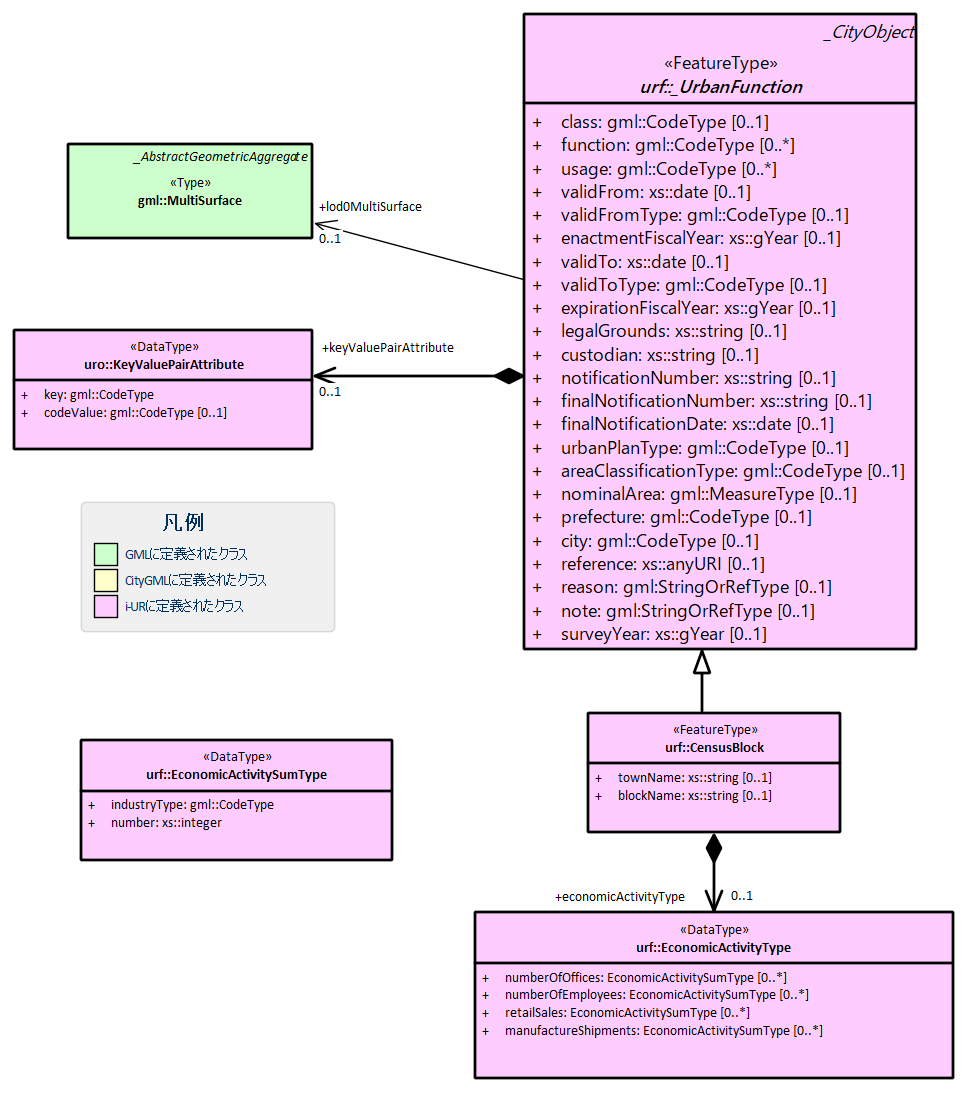 _CityObject
«FeatureType»
urf::_UrbanFunction
+ class: gml::CodeType [0..1]
+ function: gml::CodeType [0..*]
+ usage: gml::CodeType [0..*]
+ validFrom: xs::date [0..1]
+ validFromType: gml::CodeType [0..1]
+ enactmentFiscalYear: xs::gYear [0..1]
+ validTo: xs::date [0..1]
+ validToType: gml::CodeType [0..1]
+ expirationFiscalYear: xs::gYear [0..1]
+ legalGrounds: xs::string [0..1]
+ custodian: xs::string [0..1]
+ notificationNumber: xs::string [0..1]
+ finalNotificationNumber: xs::string [0..1]
+ finalNotificationDate: xs::date [0..1]
+ urbanPlanType: gml::CodeType [0..1]
+ areaClassificationType: gml::CodeType [0..1]
+ nominalArea: gml::MeasureType [0..1]
+ prefecture: gml::CodeType [0..1]
+ city: gml::CodeType [0..1]
+ reference: xs::anyURI [0..1]
+ reason: gml:StringOrRefType [0..1]
+ note: gml:StringOrRefType [0..1]
+ surveyYear: xs::gYear [0..1]
_AbstractGeometricAggregate
«Type»
gml::MultiSurface
+lod0MultiSurface
0..1
«DataType»
uro::KeyValuePairAttribute
+ key: gml::CodeType
+ codeValue: gml::CodeType [0..1]
+keyValuePairAttribute
0..1
凡例
GMLに定義されたクラス
CityGMLに定義されたクラス
i-URに定義されたクラス
«FeatureType»
urf::CensusBlock
+ townName: xs::string [0..1]
+ blockName: xs::string [0..1]
«DataType»
urf::EconomicActivitySumType
+ industryType: gml::CodeType
+ number: xs::integer
+economicActivityType
0..1
«DataType»
urf::EconomicActivityType
+ numberOfOffices: EconomicActivitySumType [0..*]
+ numberOfEmployees: EconomicActivitySumType [0..*]
+ retailSales: EconomicActivitySumType [0..*]
+ manufactureShipments: EconomicActivitySumType [0..*]